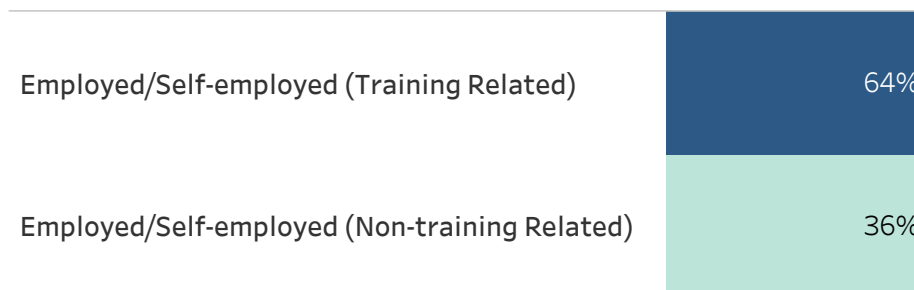 Employed/Self-employed (Training Related) 64%
Employed/Self-employed (Non-training Related) 36%